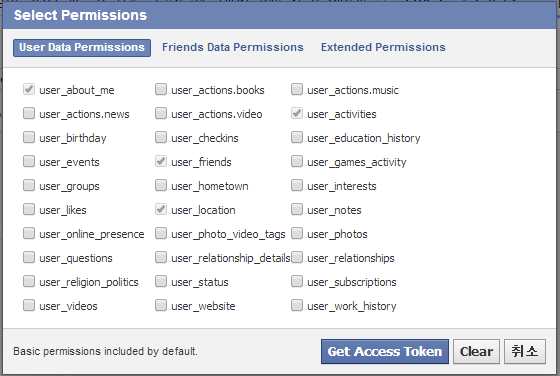 Select Permissions
User Data Permissions Friends Data Permissions Extended Permissions
user_about_me user_actions.books user_actions.music
user_actions.news user_actions.video user_activities
user_birthday user_checkins user_education_history
user_events user_friends user_games_activity
user_groups user_hometown user_interests
user_likes user_location user_notes
user_online_presence user_photo_video_tags user_photos
user_questions user_relationship_details user_relationships
user_religion_politics user_status user_subscriptions
user_videos user_website user_work_history
Basic permissions included by default. Get Access Token Clear 취소